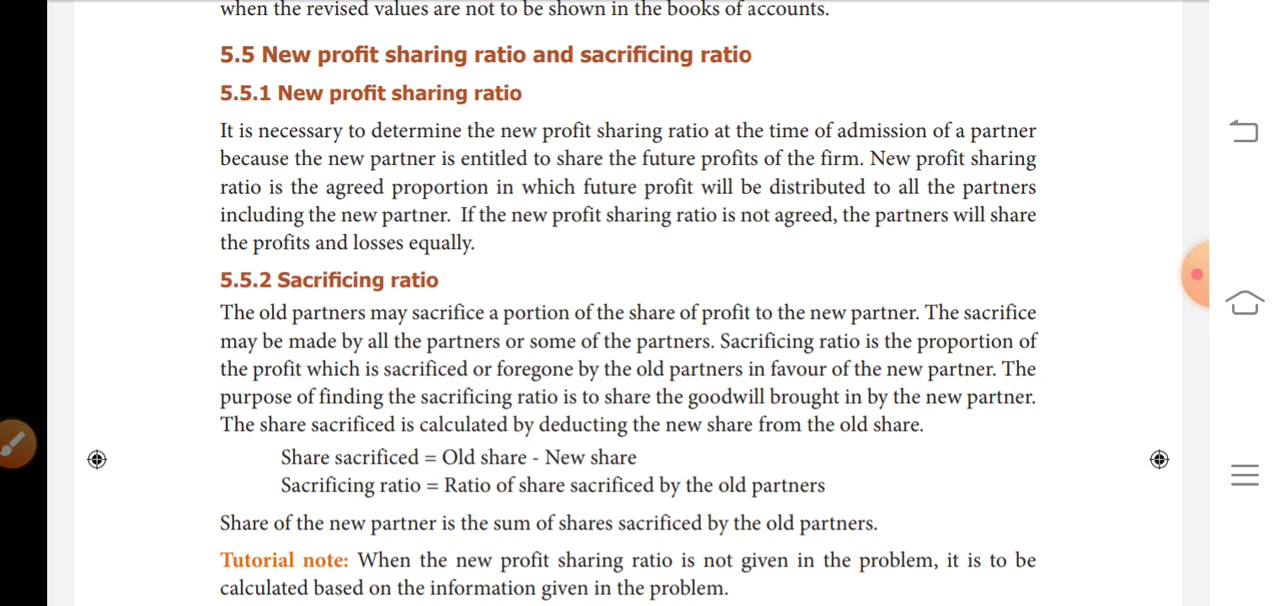 when the revised values are not to be shown in the books of accounts.
5.5 New profit sharing ratio and sacrificing ratio
5.5.1 New profit sharing ratio
It is necessary to determine the new profit sharing ratio at the time of admission of a partner
because the new partner is entitled to share the future profits of the firm. New profit sharing
ratio is the agreed proportion in which future profit will be distributed to all the partners
including the new partner. If the new profit sharing ratio is not agreed, the partners will share
the profits and losses equally.
5.5.2 Sacrificing ratio
The old partners may sacrifice a portion of the share of profit to the new partner. The sacrifice
may be made by all the partners or some of the partners. Sacrificing ratio is the proportion of
the profit which is sacrificed or foregone by the old partners in favour of the new partner. The
purpose of finding the sacrificing ratio is to share the goodwill brought in by the new partner.
The share sacrificed is calculated by deducting the new share from the old share.
Share sacrificed = Old share - New share
Sacrificing ratio = Ratio of share sacrificed by the old partners
Share of the new partner is the sum of shares sacrificed by the old partners.
Tutorial note: When the new profit sharing ratio is not given in the problem, it is to be
calculated based on the information given in the problem.